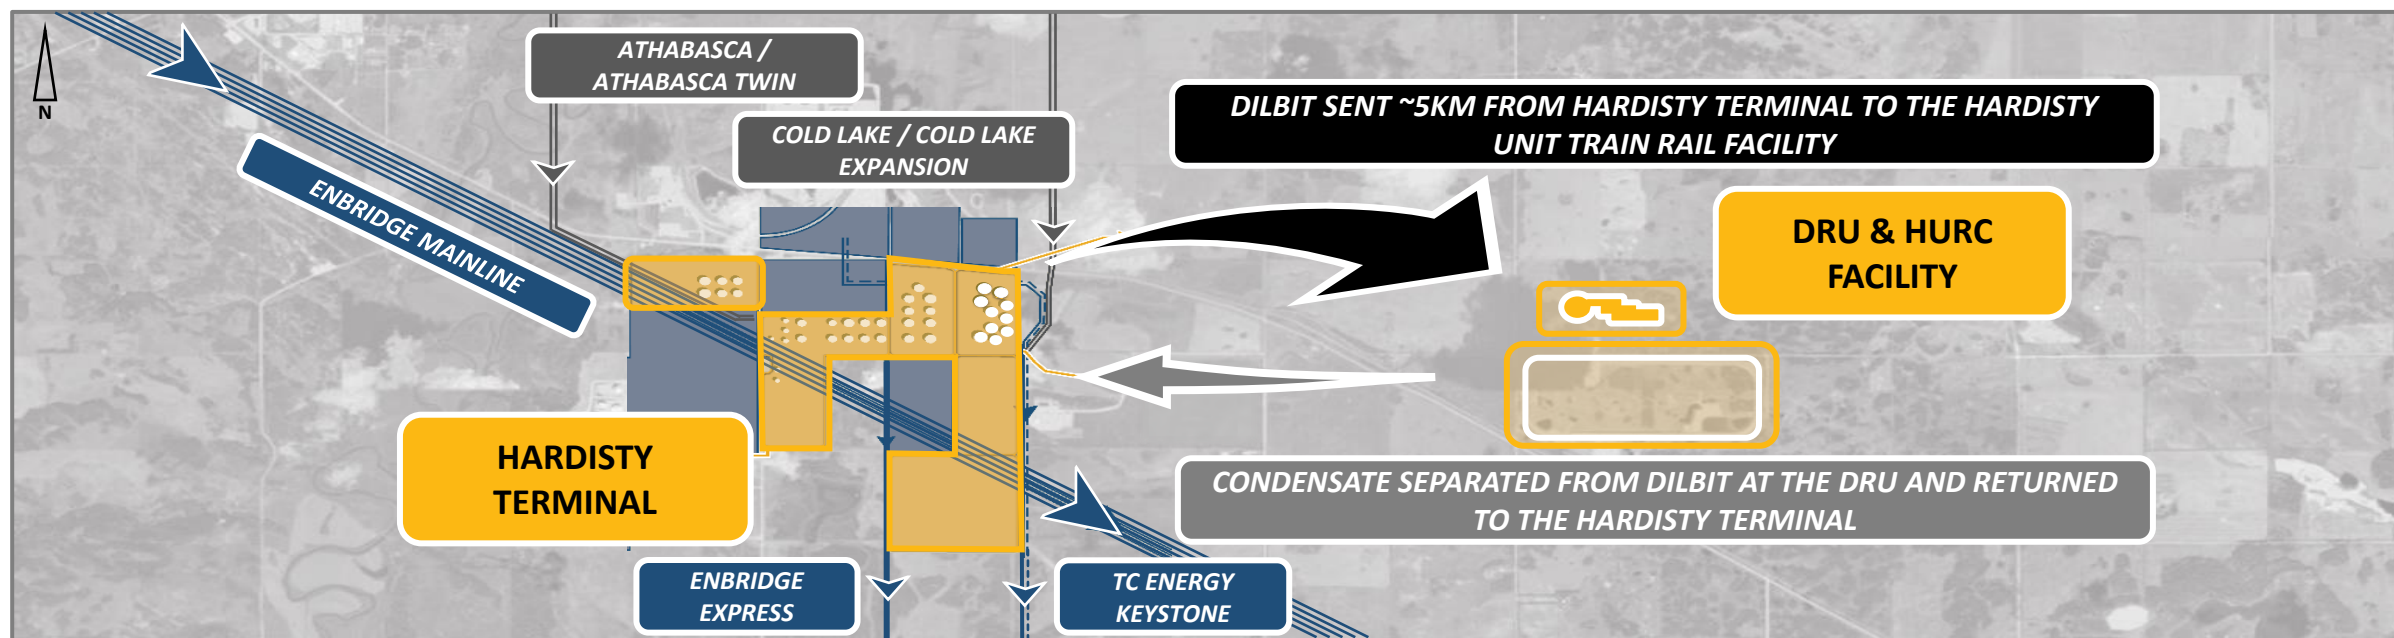 N
ATHABASCA /
ATHABASCA TWIN
COLD LAKE / COLD LAKE
EXPANSION
ENBRIDGE MAINLINE
DILBIT SENT ~5KM FROM HARDISTY TERMINAL TO THE HARDISTY
UNIT TRAIN RAIL FACILITY
DRU & HURC
FACILITY
HARDISTY
TERMINAL
CONDENSATE SEPARATED FROM DILBIT AT THE DRU AND RETURNED
TO THE HARDISTY TERMINAL
ENBRIDGE
EXPRESS
TC ENERGY
KEYSTONE